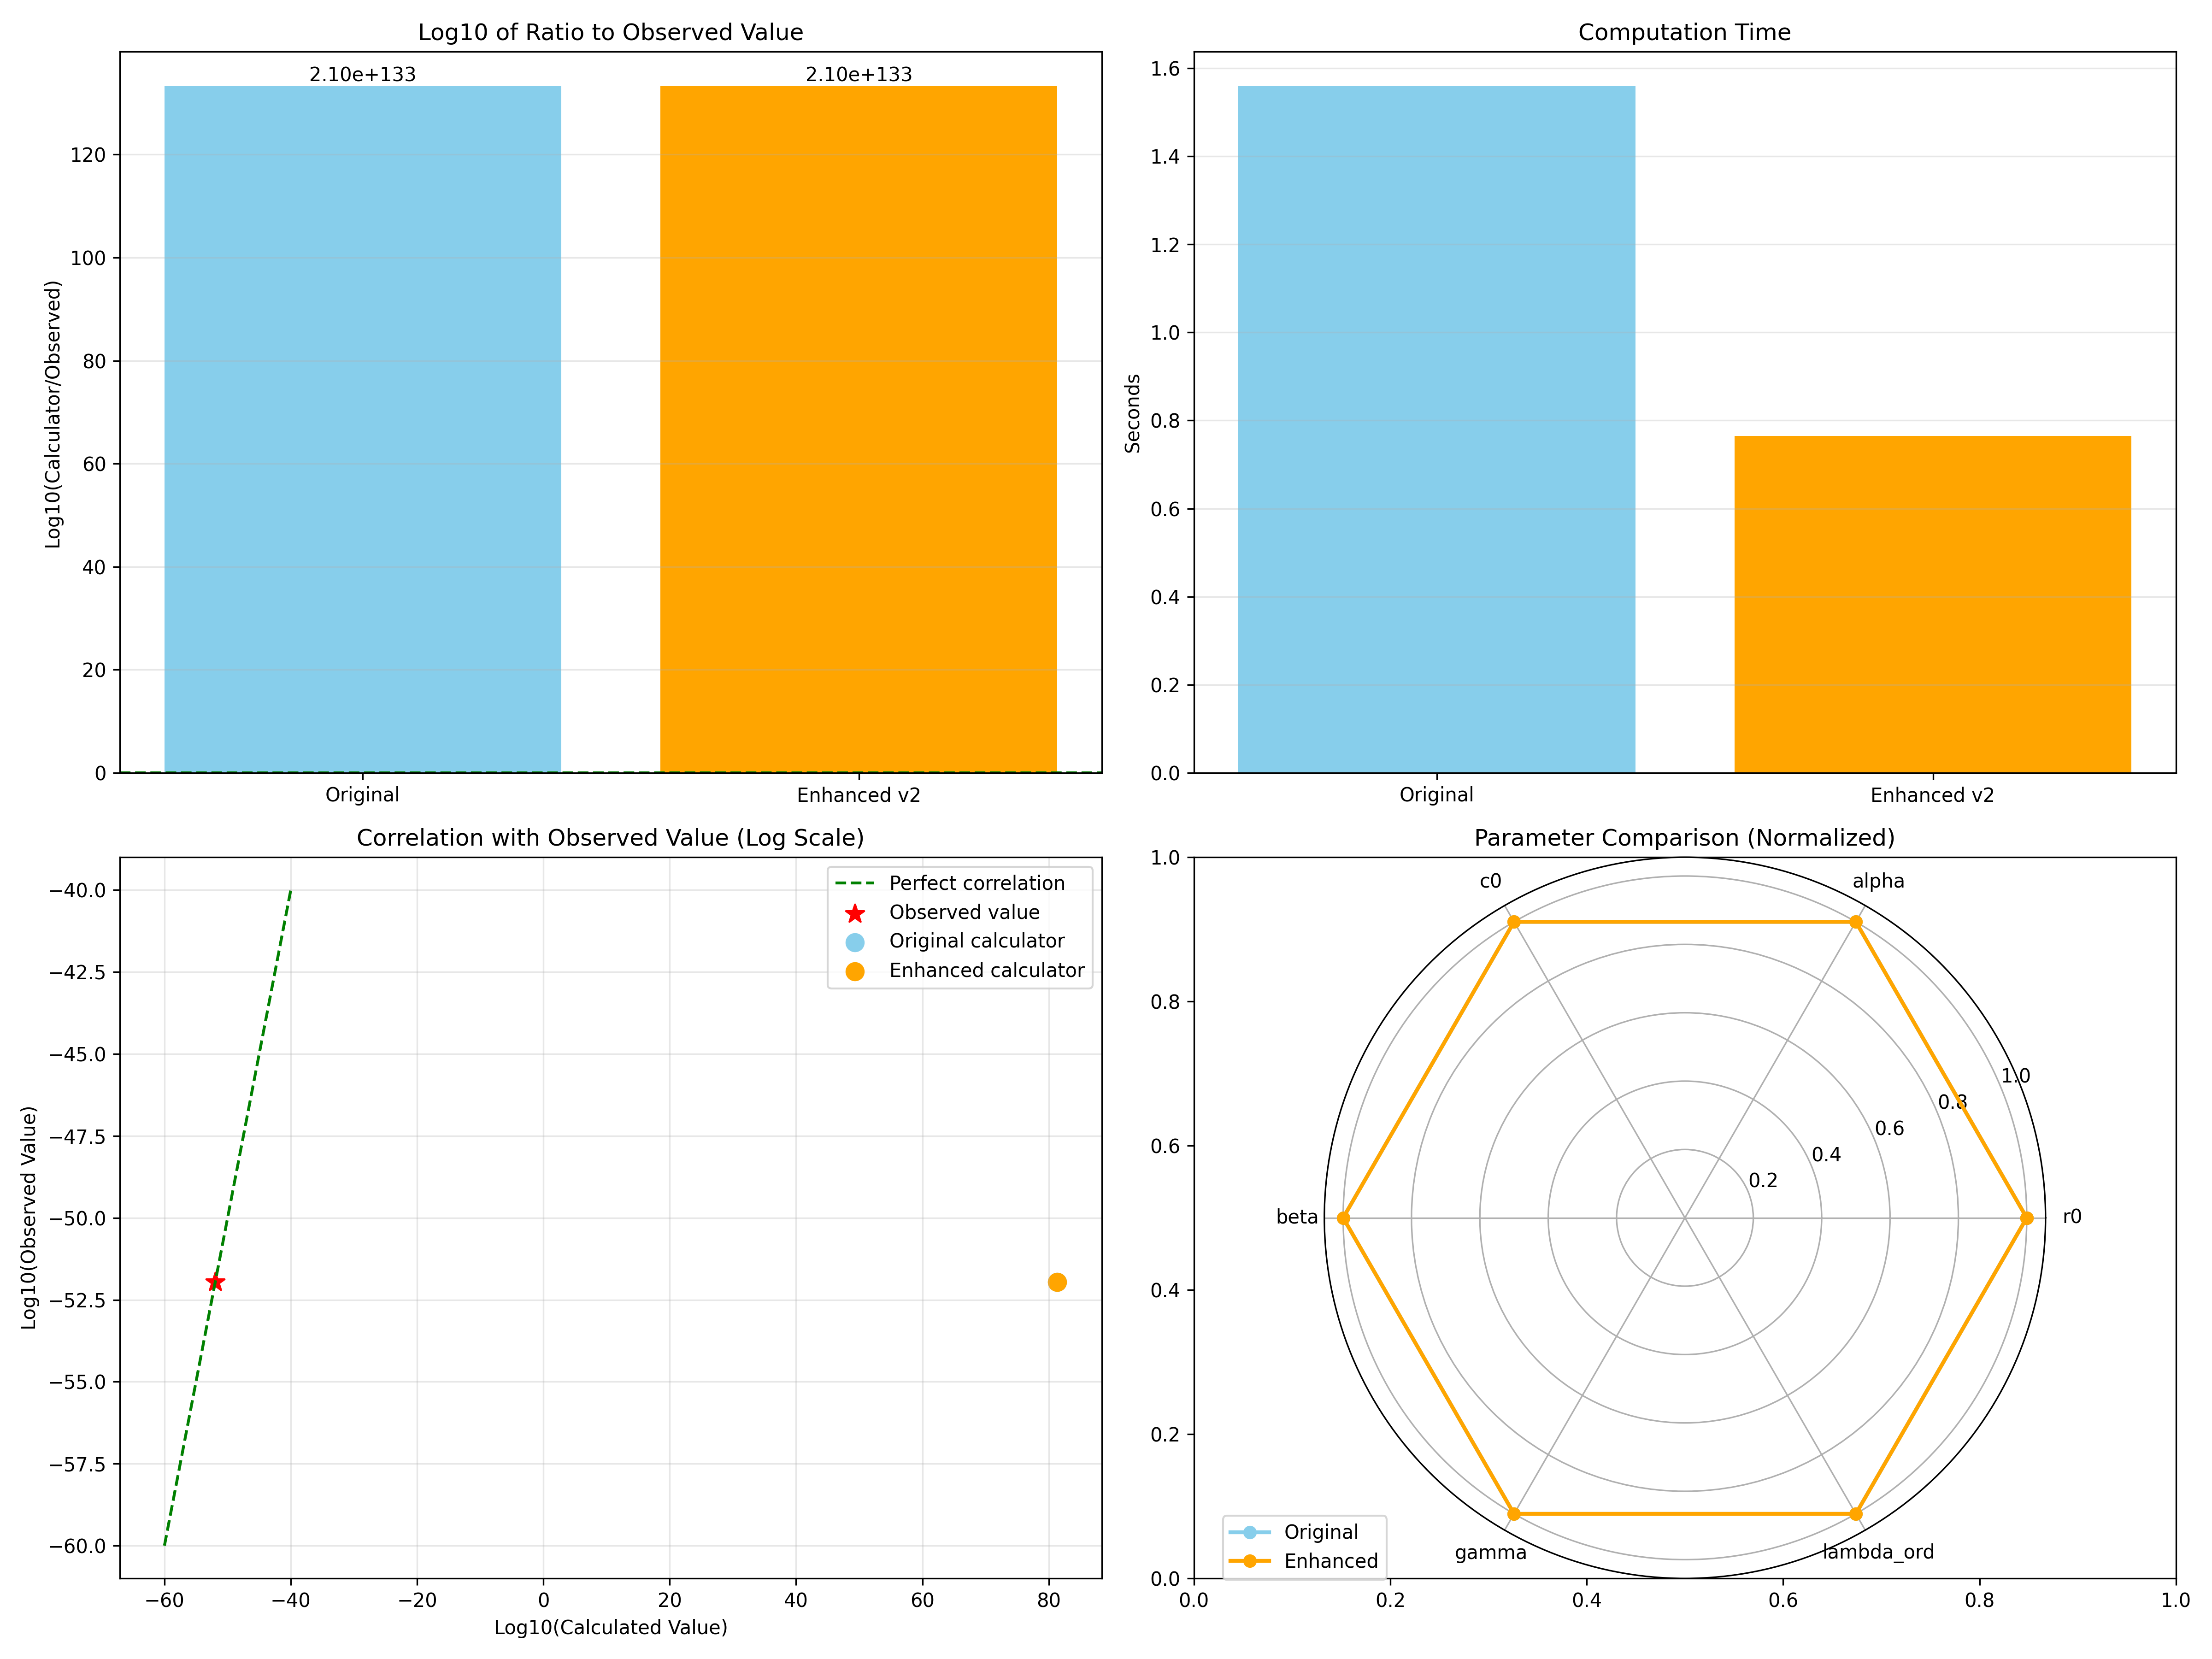 Log10 of Ratio to Observed Value
2.10e+133
2.10e+133
Log10(Calculator/Observed)
120
100
80
60
40
20
0
Original
Enhanced v2
Computation Time
Seconds
1.6
1.4
1.2
1.0
0.8
0.6
0.4
0.2
0.0
Original
Enhanced v2
Correlation with Observed Value (Log Scale)
Perfect correlation
Observed value
Original calculator
Enhanced calculator
Log10(Observed Value)
−40.0
−42.5
−45.0
−47.5
−50.0
−52.5
−55.0
−57.5
−60.0
−60
−40
−20
0
20
40
60
80
Log10(Calculated Value)
Parameter Comparison (Normalized)
1.0
0.8
0.6
0.4
0.2
0.0
0.0
0.2
0.4
0.6
0.8
1.0
c0
alpha
beta
r0
gamma
lambda_ord
1.0
0.8
0.6
0.4
0.2
Original
Enhanced